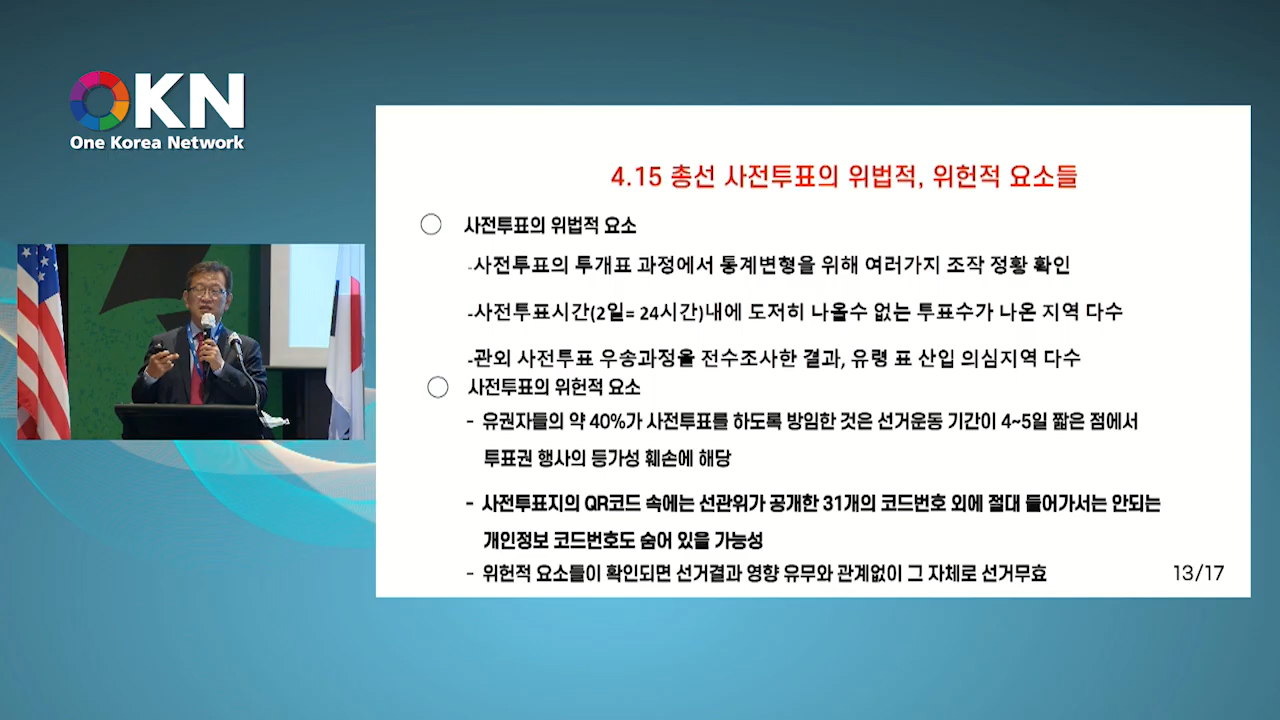 OKN
One Korea Network
4.15 총선 사전투표의 위법적, 위헌적 요소들
사전투표의 위법적 요소
-사전투표의 투개표 과정에서 통계변형을 위해 여러가지 조작 정황 확인
-사전투표시간(2일= 24시간)내에 도저히 나올수 없는 투표수가 나온 지역 다수
-관외 사전투표 우송과정을 전수조사한 결과, 유령 표 산입 의심지역 다수
사전투표의 위헌적 요소
- 유권자들의 약 40%가 사전투표를 하도록 방임한 것은 선거운동 기간이 4~5일 짧은 점에서
투표권 행사의 등가성 훼손에 해당
- 사전투표지의 QR코드 속에는 선관위가 공개한 31개의 코드번호 외에 절대 들어가서는 안되는
개인정보 코드번호도 숨어 있을 가능성
- 위헌적 요소들이 확인되면 선거결과 영향 유무와 관계없이 그 자체로 선거무효
13/17